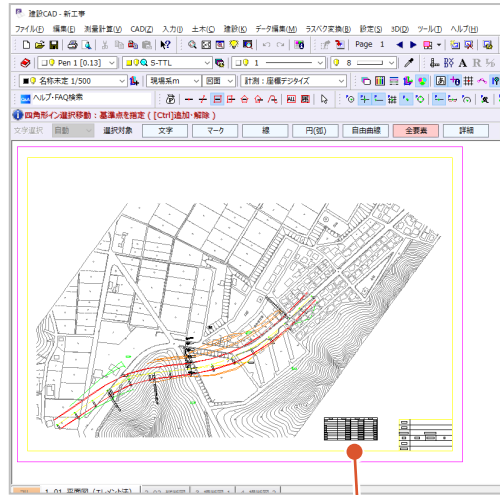 建設CAD - 新工事
ファイル(F) 編集(E) 測量計算(V) CAD(Z) 入力(I) 土木(C) 建設(K) データ編集(M) ラスベク変換(B) 設定(S) 3D(D) ツール(T) ヘルプ(H)
Page 1
Pen 1 [0.13] S-TTL 1 8 A
名称未定 1/500 現場系m 図面 計測：座標デジタイズ
ヘルプ・FAQ検索
四角形イン選択移動：基準点を指定 ( [Ctrl]追加・解除 )
文字選択 自動 選択対象 文字 マーク 線 円(弧) 自由曲線 全要素 詳細